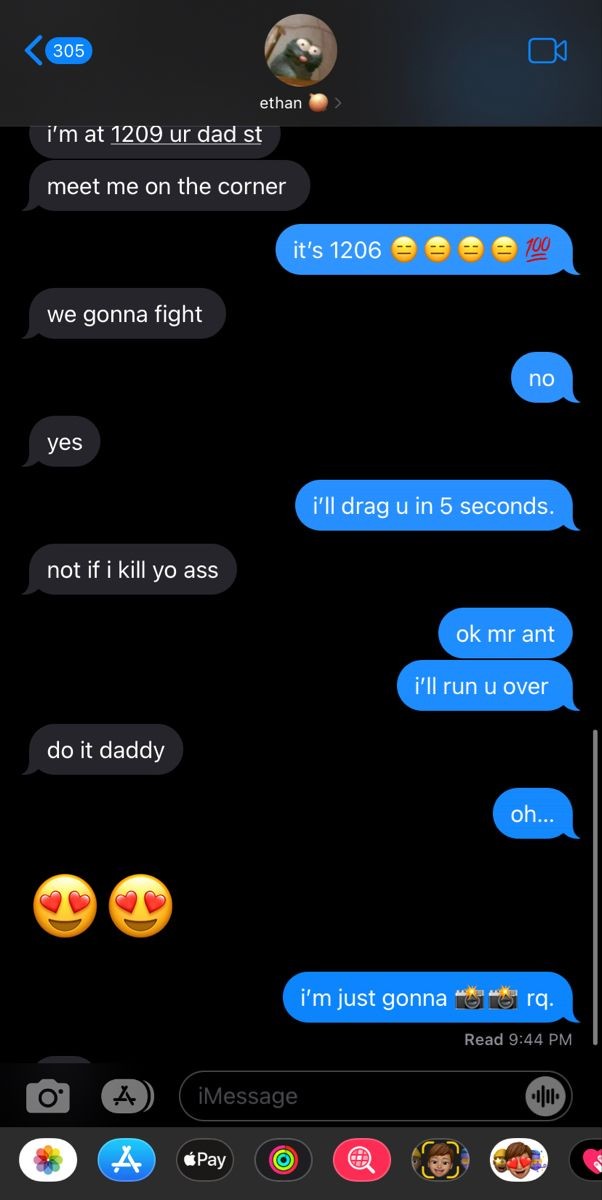 305
ethan 🧅 >
i’m at 1209 ur dad st
meet me on the corner
it’s 1206 😑 😑 😑 😑 💯
we gonna fight
no
yes
i’ll drag u in 5 seconds.
not if i kill yo ass
ok mr ant
i’ll run u over
do it daddy
oh...
😍 😍
i’m just gonna 📸📸 rq.
Read 9:44 PM
iMessage
Pay